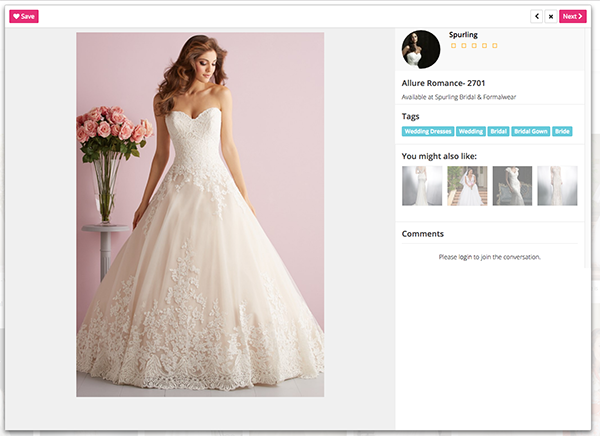 Save
Next
Spurling
Allure Romance- 2701
Available at Spurling Bridal & Formalwear
Tags
Wedding Dresses Wedding Bridal Bridal Gown Bride
You might also like:
Comments
Please login to join the conversation.